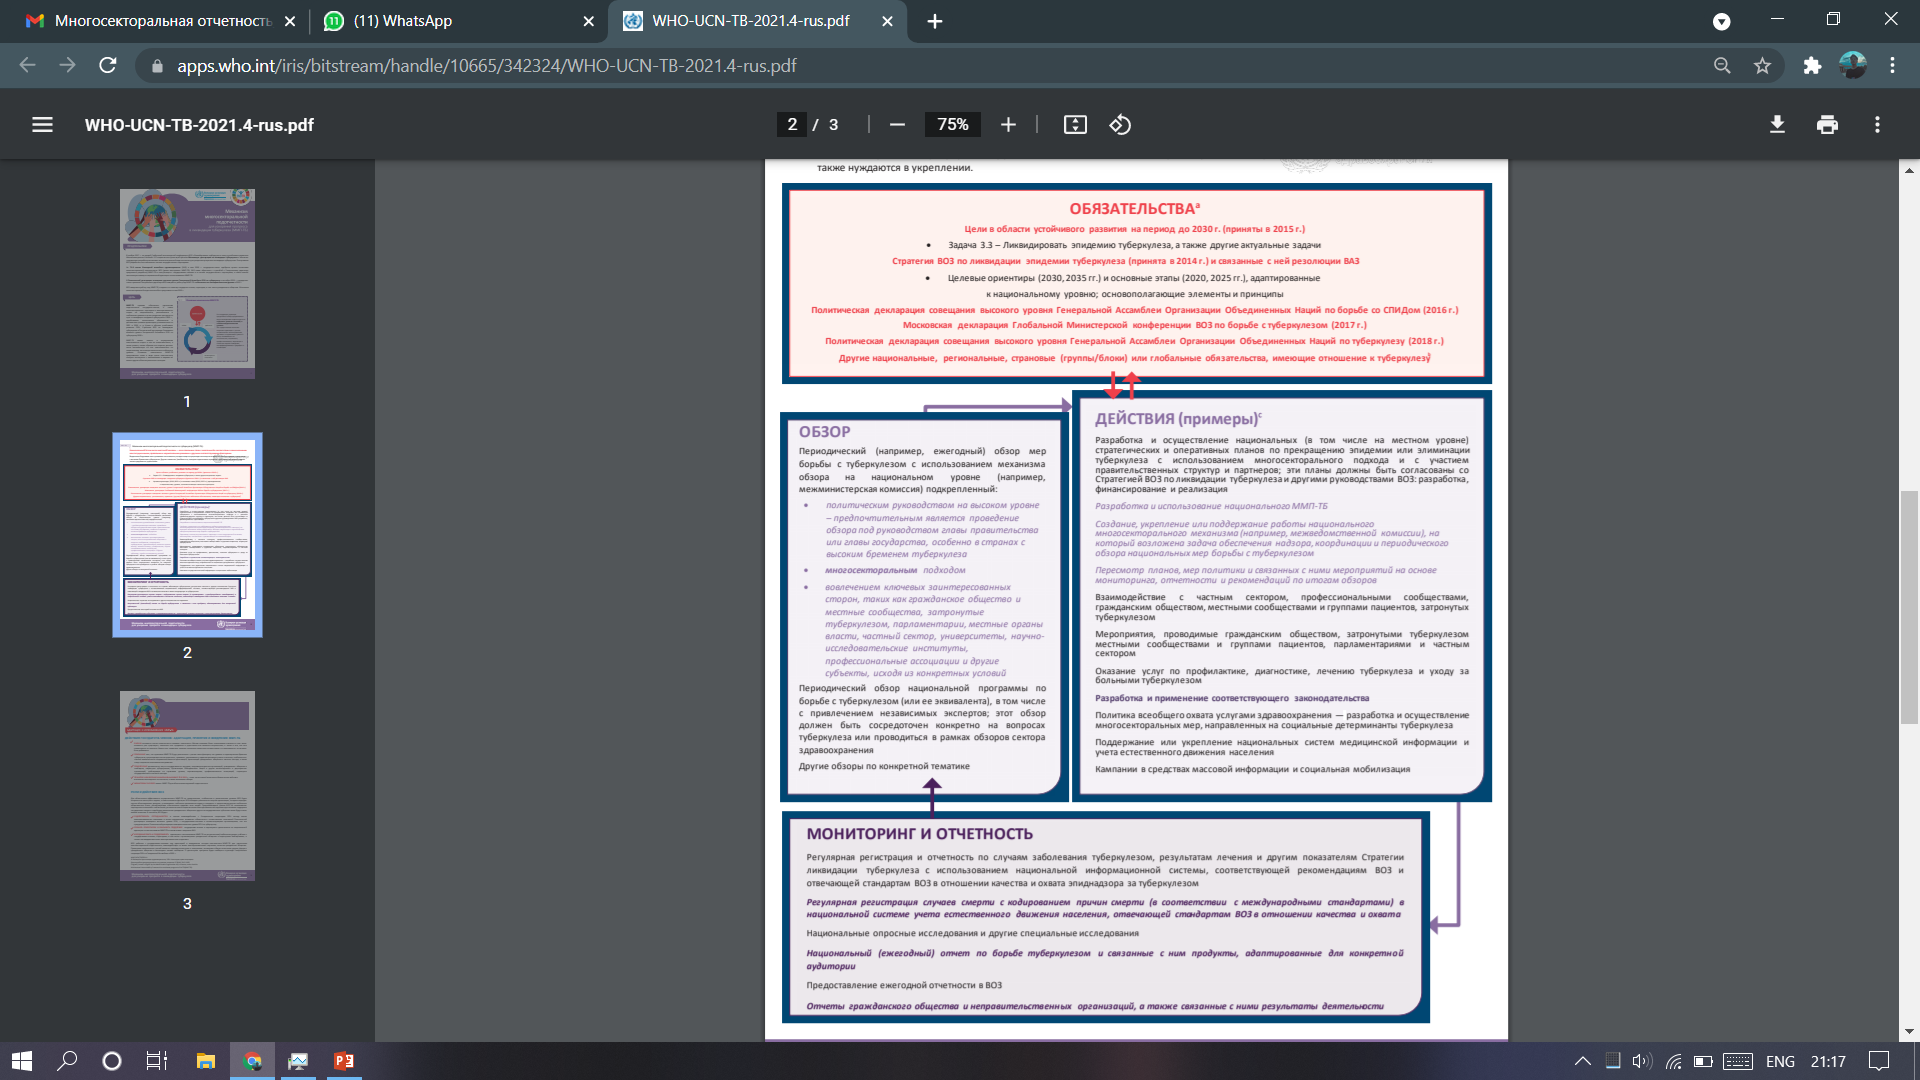 Многосекторальная отчетность
(11) WhatsApp
WHO-UCN-TB-2021.4-rus.pdf
apps.who.int/iris/bitstream/handle/10665/342324/WHO-UCN-TB-2021.4-rus.pdf
WHO-UCN-TB-2021.4-rus.pdf
2 / 3
75%
1
2
3
также нуждаются в укреплении.
ОБЯЗАТЕЛЬСТВАa
Цели в области устойчивого развития на период до 2030 г. (приняты в 2015 г.)
• Задача 3.3 – Ликвидировать эпидемию туберкулеза, а также другие актуальные задачи
Стратегия ВОЗ по ликвидации эпидемии туберкулеза (принята в 2014 г.) и связанные с ней резолюции ВАЗ
• Целевые ориентиры (2030, 2035 гг.) и основные этапы (2020, 2025 гг.), адаптированные
к национальному уровню; основополагающие элементы и принципы
Политическая декларация совещания высокого уровня Генеральной Ассамблеи Организации Объединенных Наций по борьбе со СПИДом (2016 г.)
Московская декларация Глобальной Министерской конференции ВОЗ по борьбе с туберкулезом (2017 г.)
Политическая декларация совещания высокого уровня Генеральной Ассамблеи Организации Объединенных Наций по туберкулезу (2018 г.)
Другие национальные, региональные, страновые (группы/блоки) или глобальные обязательства, имеющие отношение к туберкулезу
ОБЗОР
Периодический (например, ежегодный) обзор мер
борьбы с туберкулезом с использованием механизма
обзора на национальном уровне (например,
межминистерская комиссия) подкрепленный:
• политическим руководством на высоком уровне
– предпочтительным является проведение
обзора под руководством главы правительства
или главы государства, особенно в странах с
высоким бременем туберкулеза
• многосекторальным подходом
• вовлечением ключевых заинтересованных
сторон, таких как гражданское общество и
местные сообщества, затронутые
туберкулезом, парламентарии, местные органы
власти, частный сектор, университеты, научно-
исследовательские институты,
профессиональные ассоциации и другие
субъекты, исходя из конкретных условий
Периодический обзор национальной программы по
борьбе с туберкулезом (или ее эквивалента), в том числе
с привлечением независимых экспертов; этот обзор
должен быть сосредоточен конкретно на вопросах
туберкулеза или проводиться в рамках обзоров сектора
здравоохранения
Другие обзоры по конкретной тематике
ДЕЙСТВИЯ (примеры)c
Разработка и осуществление национальных (в том числе на местном уровне)
стратегических и оперативных планов по прекращению эпидемии или элиминации
туберкулеза с использованием многосекторального подхода и с участием
правительственных структур и партнеров; эти планы должны быть согласованы со
Стратегией ВОЗ по ликвидации туберкулеза и другими руководствами ВОЗ: разработка,
финансирование и реализация
Разработка и использование национального ММП-ТБ
Создание, укрепление или поддержание работы национального
многосекторального механизма (например, межведомственной комиссии), на
который возложена задача обеспечения надзора, координации и периодического
обзора национальных мер борьбы с туберкулезом
Пересмотр планов, мер политики и связанных с ними мероприятий на основе
мониторинга, отчетности и рекомендаций по итогам обзоров
Взаимодействие с частным сектором, профессиональными сообществами,
гражданским обществом, местными сообществами и группами пациентов, затронутых
туберкулезом
Мероприятия, проводимые гражданским обществом, затронутыми туберкулезом
местными сообществами и группами пациентов, парламентариями и частным
сектором
Оказание услуг по профилактике, диагностике, лечению туберкулеза и уходу за
больными туберкулезом
Разработка и применение соответствующего законодательства
Политика всеобщего охвата услугами здравоохранения — разработка и осуществление
многосекторальных мер, направленных на социальные детерминанты туберкулеза
Поддержание или укрепление национальных систем медицинской информации и
учета естественного движения населения
Кампании в средствах массовой информации и социальная мобилизация
МОНИТОРИНГ И ОТЧЕТНОСТЬ
Регулярная регистрация и отчетность по случаям заболевания туберкулезом, результатам лечения и другим показателям Стратегии
ликвидации туберкулеза с использованием национальной информационной системы, соответствующей рекомендациям ВОЗ и
отвечающей стандартам ВОЗ в отношении качества и охвата эпиднадзора за туберкулезом
Регулярная регистрация случаев смерти с кодированием причин смерти (в соответствии с международными стандартами) в
национальной системе учета естественного движения населения, отвечающей стандартам ВОЗ в отношении качества и охвата
Национальные опросные исследования и другие специальные исследования
Национальный (ежегодный) отчет по борьбе туберкулезом и связанные с ним продукты, адаптированные для конкретной
аудитории
Предоставление ежегодной отчетности в ВОЗ
Отчеты гражданского общества и неправительственных организаций, а также связанные с ними результаты деятельности
ENG
21:17